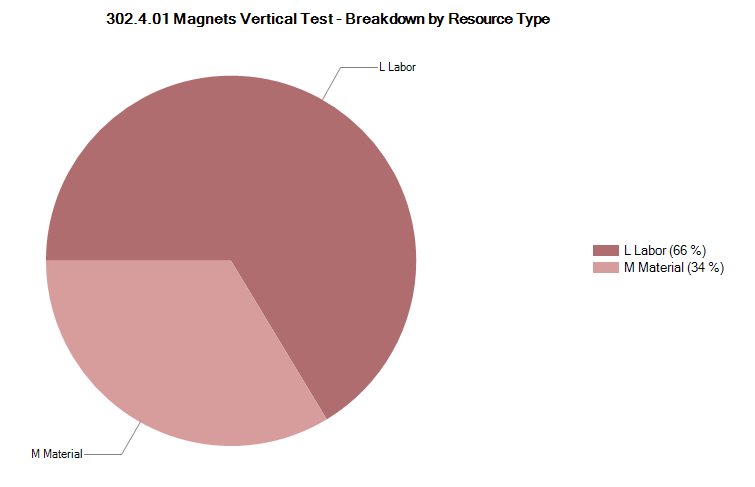 302.4.01 Magnets Vertical Test - Breakdown by Resource Type
L Labor
L Labor (66 %)
M Material (34 %)
M Material